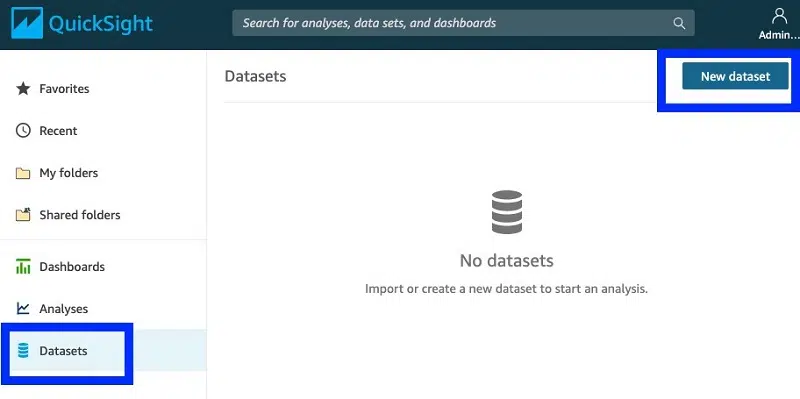 QuickSight
Search for analyses, data sets, and dashboards
Admin...
Favorites
Recent
My folders
Shared folders
Dashboards
Analyses
Datasets
Datasets
New dataset
No datasets
Import or create a new dataset to start an analysis.